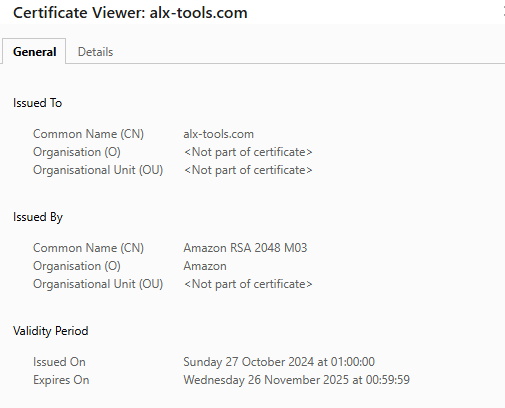 Certificate Viewer: alx-tools.com
General Details
Issued To
Common Name (CN) alx-tools.com
Organisation (O) <Not part of certificate>
Organisational Unit (OU) <Not part of certificate>
Issued By
Common Name (CN) Amazon RSA 2048 M03
Organisation (O) Amazon
Organisational Unit (OU) <Not part of certificate>
Validity Period
Issued On Sunday 27 October 2024 at 01:00:00
Expires On Wednesday 26 November 2025 at 00:59:59